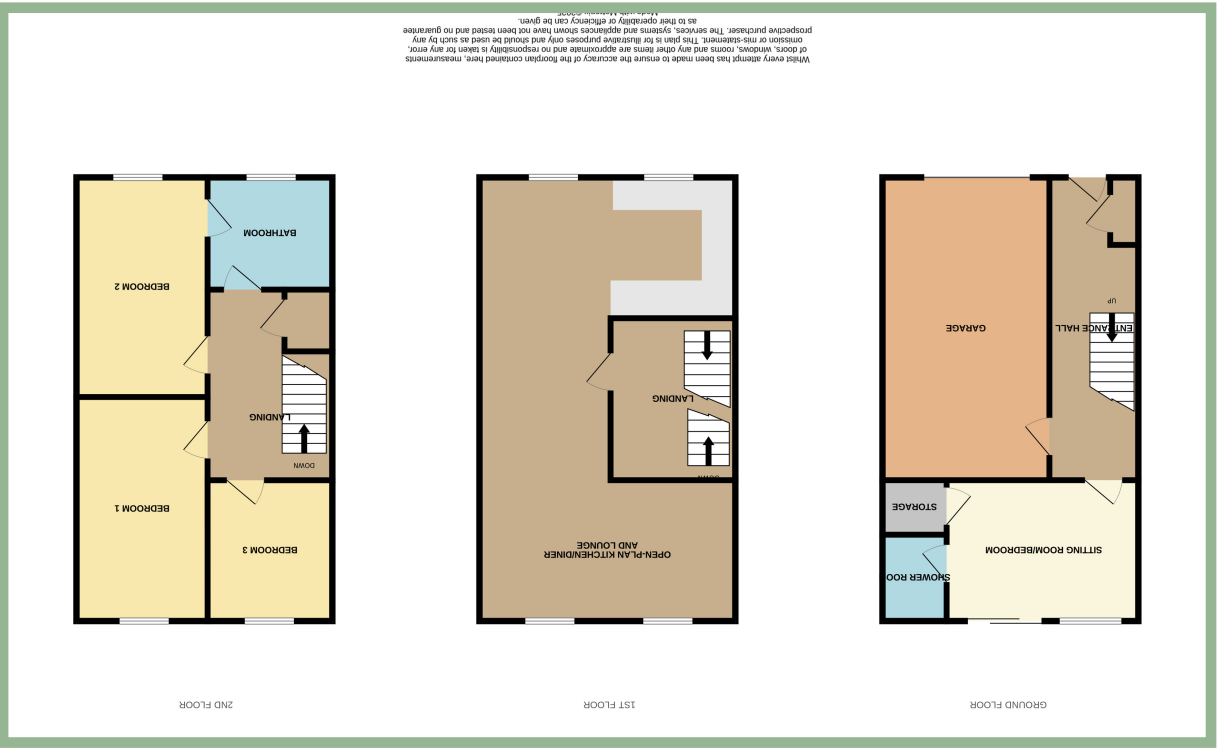 GROUND FLOOR
1ST FLOOR
2ND FLOOR
SHOWER ROO
SITTING ROOM/BEDROOM
STORAGE
GARAGE
ENTRANCE HALL
UP
OPEN-PLAN KITCHEN/DINER
AND LOUNGE
DOWN
LANDING
BEDROOM 3
BEDROOM 1
DOWN
LANDING
BEDROOM 2
BATHROOM
Whilst every attempt has been made to ensure the accuracy of the floorplan contained here, measurements
of doors, windows, rooms and any other items are approximate and no responsibility is taken for any error,
omission or mis-statement. This plan is for illustrative purposes only and should be used as such by any
prospective purchaser. The services, systems and appliances shown have not been tested and no guarantee
as to their operability or efficiency can be given.
Made with Metropix ©2025